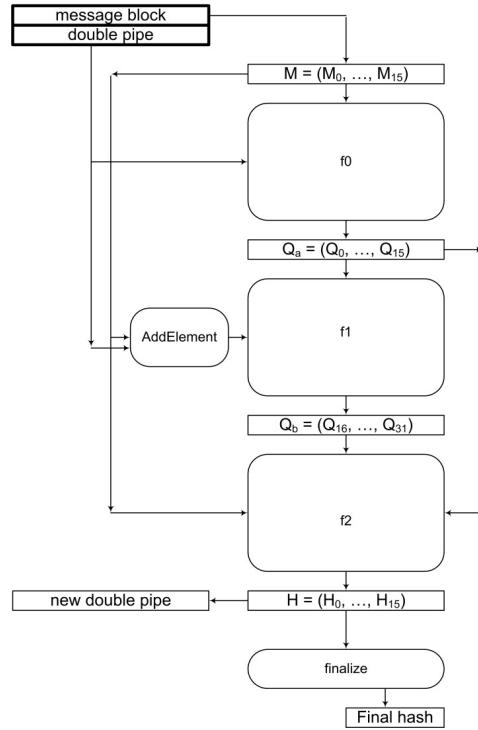 message block
double pipe
M = (M₀, …, M₁₅)
f0
Qₐ = (Q₀, …, Q₁₅)
AddElement
f1
Q_b = (Q₁₆, …, Q₃₁)
f2
new double pipe
H = (H₀, …, H₁₅)
finalize
Final hash